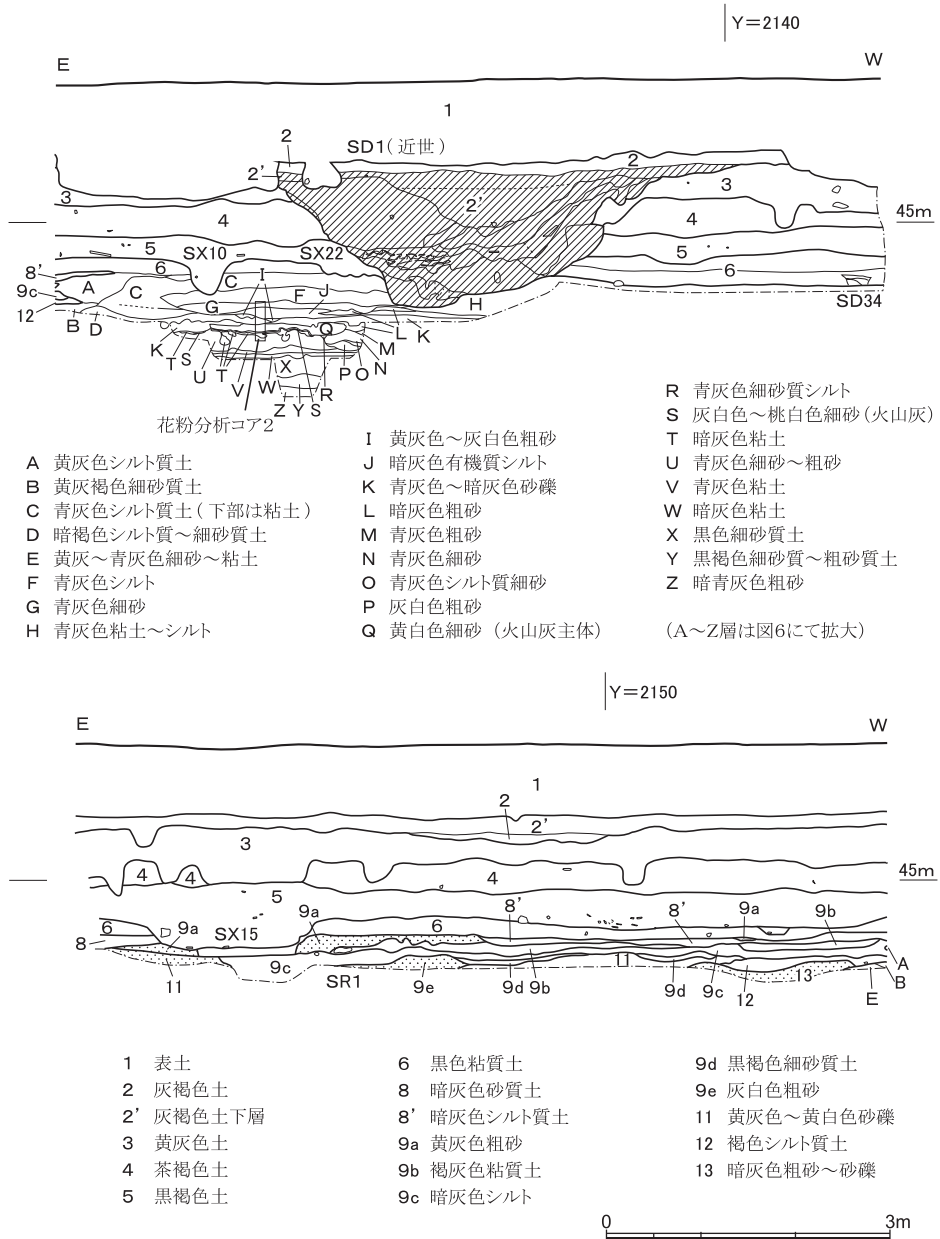 Y=2140
E
W
1
2
SD1(近世)
2
2'
3
2'
3
4
4
45m
5
SX10
SX22
5
8'
6
I
6
A
C
C
F
J
9c
G
H
SD34
12
B
D
Q
L
K
K
T
S
M
U
T
X
P
O
N
V
W
R
Z
Y
S
花粉分析コア2
A 黄灰色シルト質土
B 黄灰褐色細砂質土
C 青灰色シルト質土(下部は粘土)
D 暗褐色シルト質~細砂質土
E 黄灰~青灰色細砂~粘土
F 青灰色シルト
G 青灰色細砂
H 青灰色粘土~シルト
I 黄灰色~灰白色粗砂
J 暗灰色有機質シルト
K 青灰色~暗灰色砂礫
L 暗灰色粗砂
M 青灰色粗砂
N 青灰色細砂
O 青灰色シルト質細砂
P 灰白色粗砂
Q 黄白色細砂(火山灰主体)
R 青灰色細砂質シルト
S 灰白色~桃白色細砂(火山灰)
T 暗灰色粘土
U 青灰色細砂~粗砂
V 青灰色粘土
W 暗灰色粘土
X 黒色細砂質土
Y 黒褐色細砂質~粗砂質土
Z 暗青灰色粗砂
(A~Z層は図6にて拡大)
Y=2150
E
W
1
2
2'
3
4
4
4
45m
5
6
9a
SX15
9a
6
8'
8'
9a
9b
8
9c
11
A
11
SR1
9e
9d
9b
9d
9c
12
13
E
B
1 表土
2 灰褐色土
2' 灰褐色土下層
3 黄灰色土
4 茶褐色土
5 黒褐色土
6 黒色粘質土
8 暗灰色砂質土
8' 暗灰色シルト質土
9a 黄灰色粗砂
9b 褐灰色粘質土
9c 暗灰色シルト
9d 黒褐色細砂質土
9e 灰白色粗砂
11 黄灰色~黄白色砂礫
12 褐色シルト質土
13 暗灰色粗砂~砂礫
0
3m